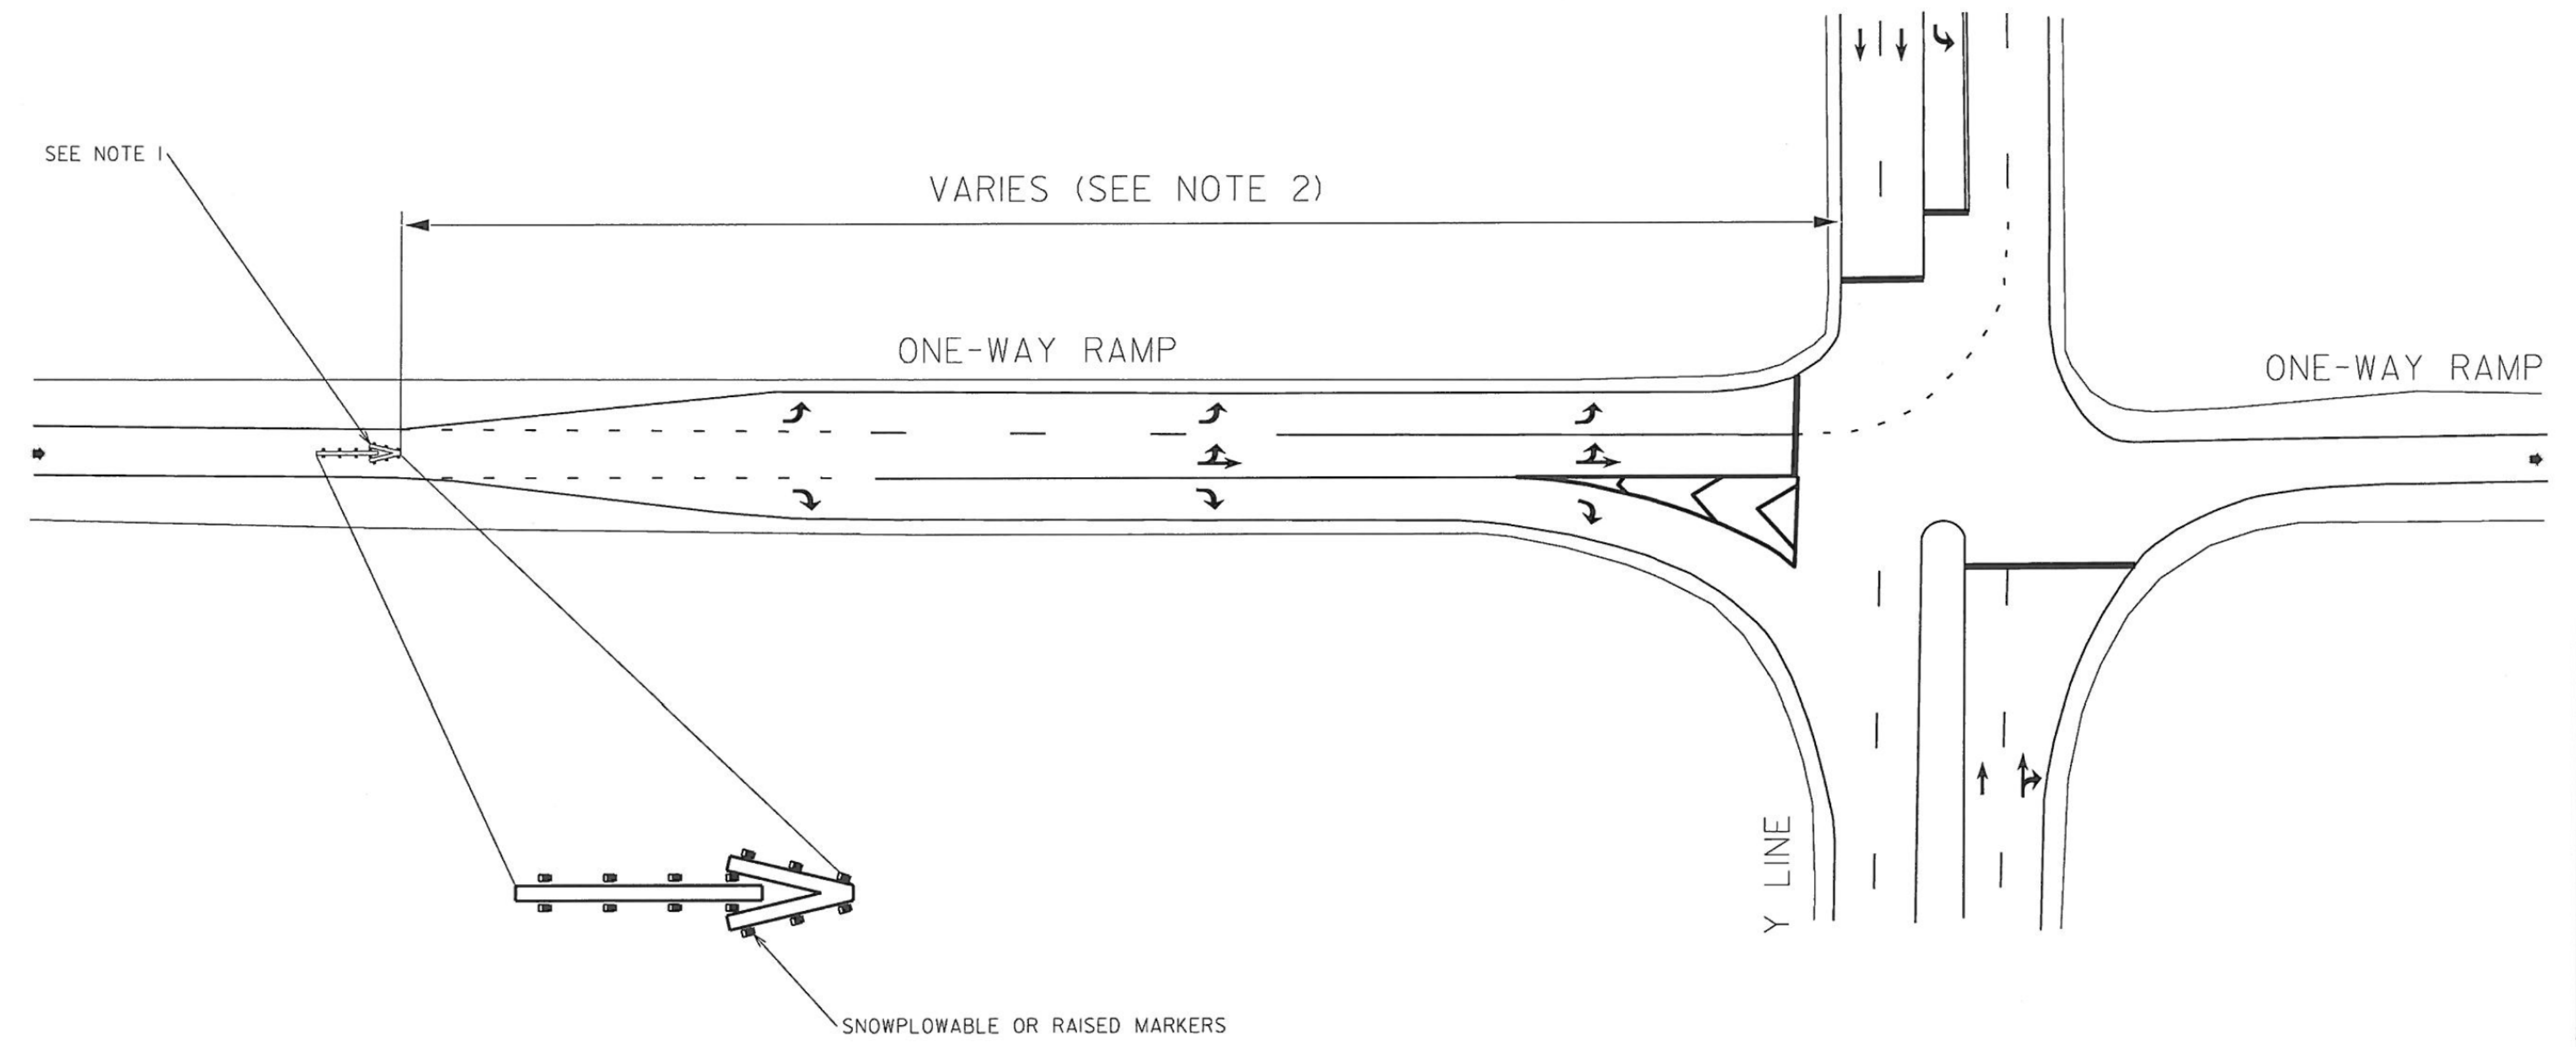 SEE NOTE 1
VARIES (SEE NOTE 2)
ONE-WAY RAMP
ONE-WAY RAMP
Y LINE
SNOWPLOWABLE OR RAISED MARKERS